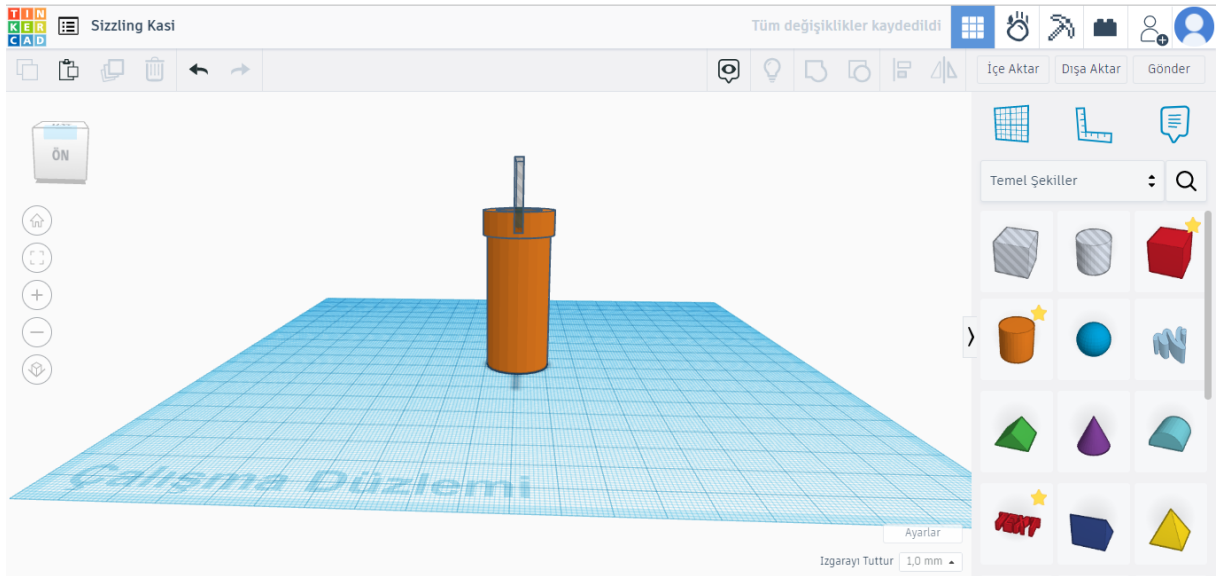 TIN
KER
CAD
Sizzling Kasi
Tüm değişiklikler kaydedildi
İçe Aktar
Dışa Aktar
Gönder
ÖN
Temel Şekiller
TEXT
Çalışma Düzlemi
Ayarlar
Izgarayı Tuttur 1,0 mm